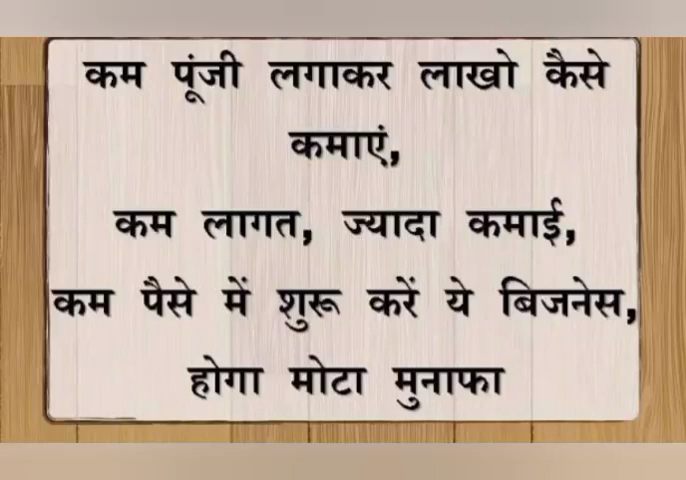 कम पूंजी लगाकर लाखो कैसे
कमाएं,
कम लागत, ज्यादा कमाई,
कम पैसे में शुरू करें ये बिजनेस,
होगा मोटा मुनाफा